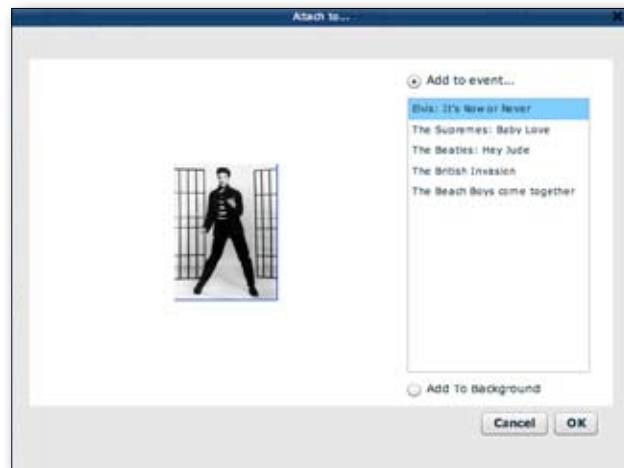 Attach to...
Add to event...
Elvis: It's Now or Never
The Supremes: Baby Love
The Beatles: Hey Jude
The British Invasion
The Beach Boys come together
Add To Background
Cancel
OK